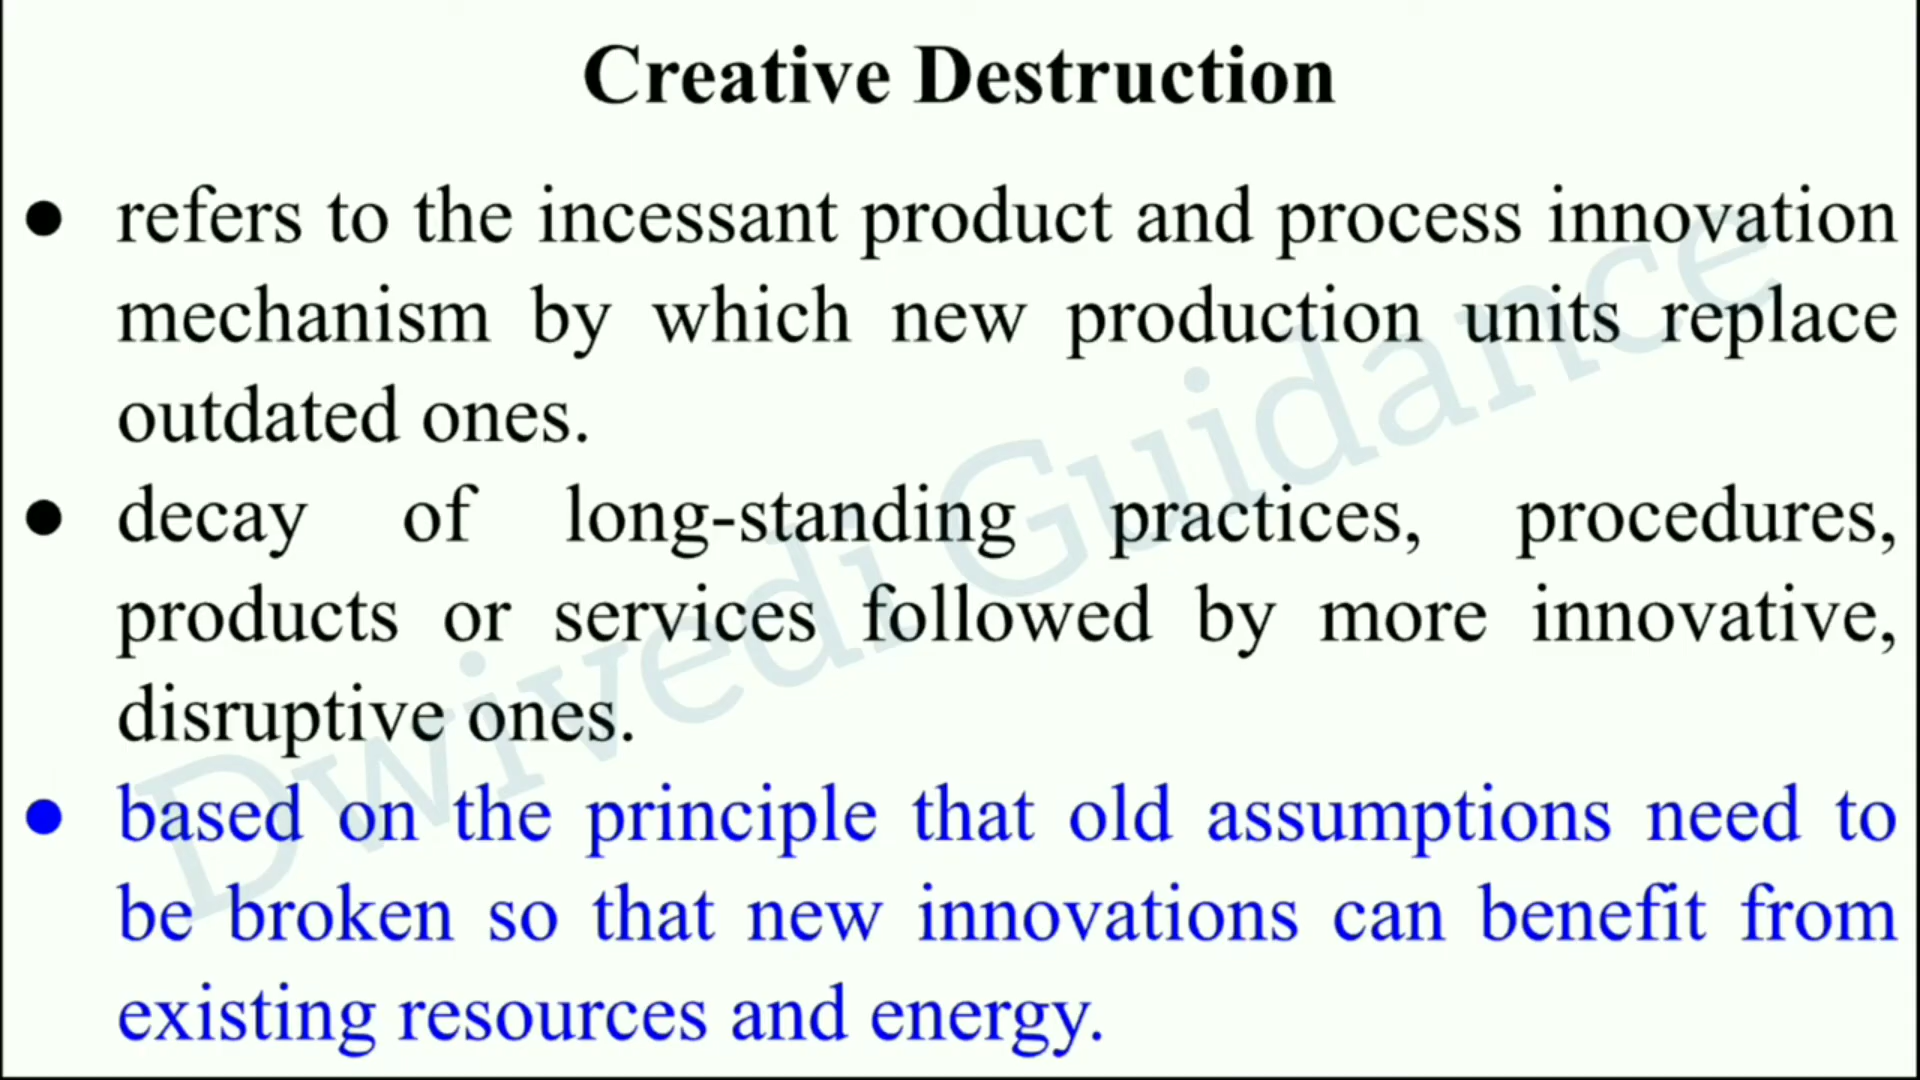 Creative Destruction
● refers to the incessant product and process innovation
mechanism by which new production units replace
outdated ones.
● decay of long-standing practices, procedures,
products or services followed by more innovative,
disruptive ones.
● based on the principle that old assumptions need to
be broken so that new innovations can benefit from
existing resources and energy.
Dwivedi Guidance